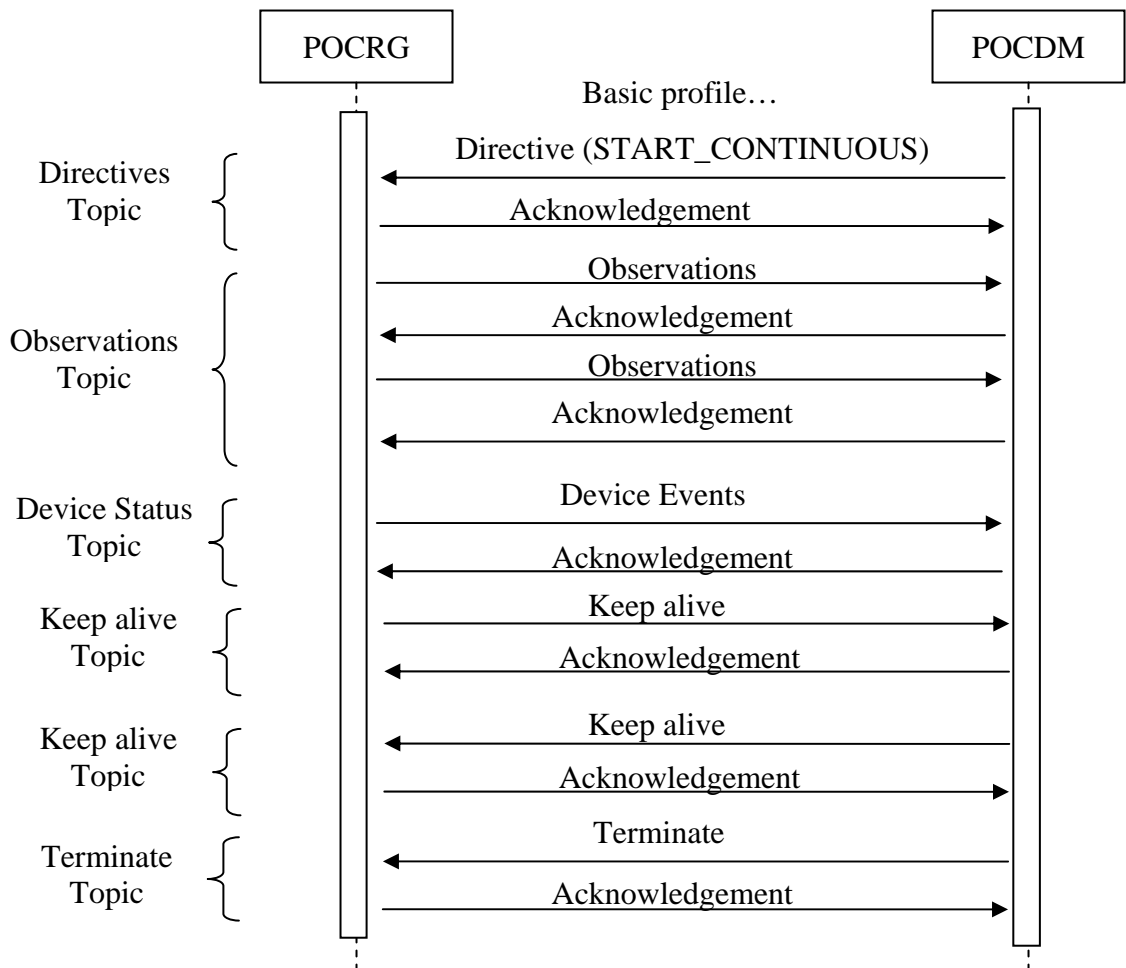 POCRG
POCDM
Basic profile…
Directive (START_CONTINUOUS)
Directives
Topic
Acknowledgement
Observations
Acknowledgement
Observations
Topic
Observations
Acknowledgement
Device Events
Device Status
Topic
Acknowledgement
Keep alive
Keep alive
Topic
Acknowledgement
Keep alive
Keep alive
Topic
Acknowledgement
Terminate
Terminate
Topic
Acknowledgement